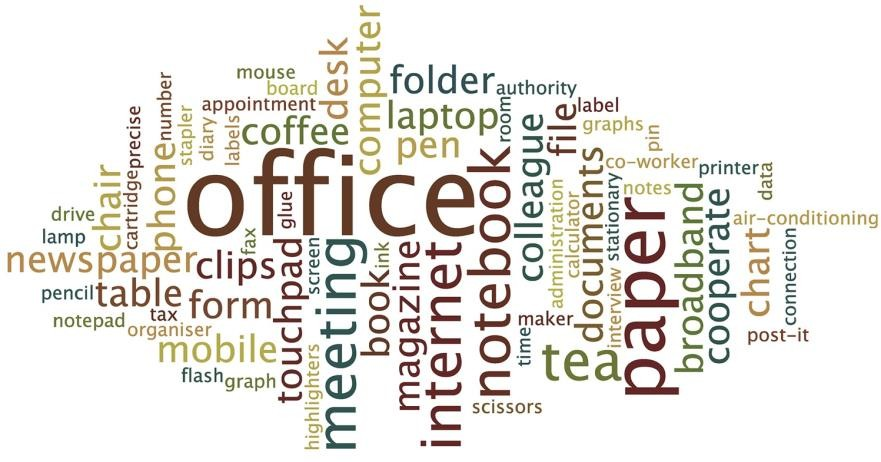 mouse
board
appointment
desk
computer
folder
authority
laptop
pen
coffee
room
file
label
graphs
pin
co-worker
printer
data
notes
number
precise
stapler
diary
labels
cartridge
phone
chair
office
glue
notebook
colleague
documents
stationary
administration
calculator
interview
paper
broadband
cooperate
air-conditioning
chart
connection
post-it
drive
lamp
newspaper
clips
fax
pencil
table
form
touchpad
screen
meeting
book
ink
magazine
internet
notepad
tax
organiser
mobile
flash
graph
highlighters
time
maker
tea
scissors